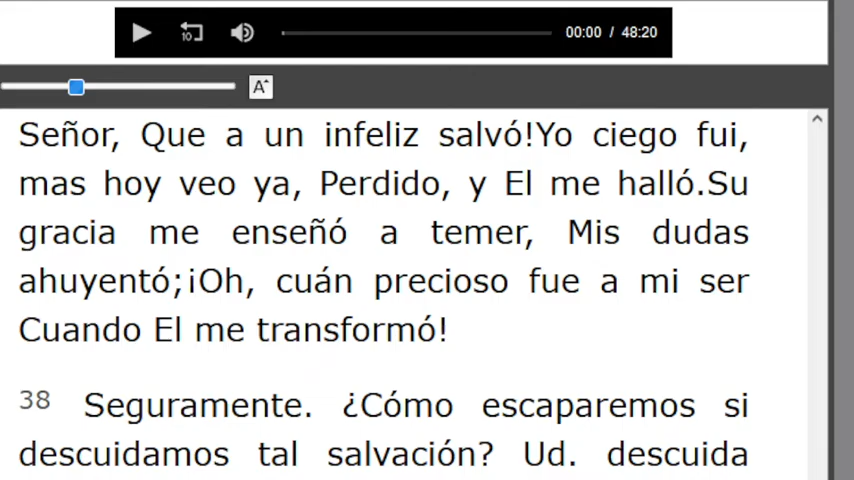 10
00:00 / 48:20
A
Señor, Que a un infeliz salvó!Yo ciego fui,
mas hoy veo ya, Perdido, y El me halló.Su
gracia me enseñó a temer, Mis dudas
ahuyentó;¡Oh, cuán precioso fue a mi ser
Cuando El me transformó!
38 Seguramente. ¿Cómo escaparemos si
descuidamos tal salvación? Ud. descuida